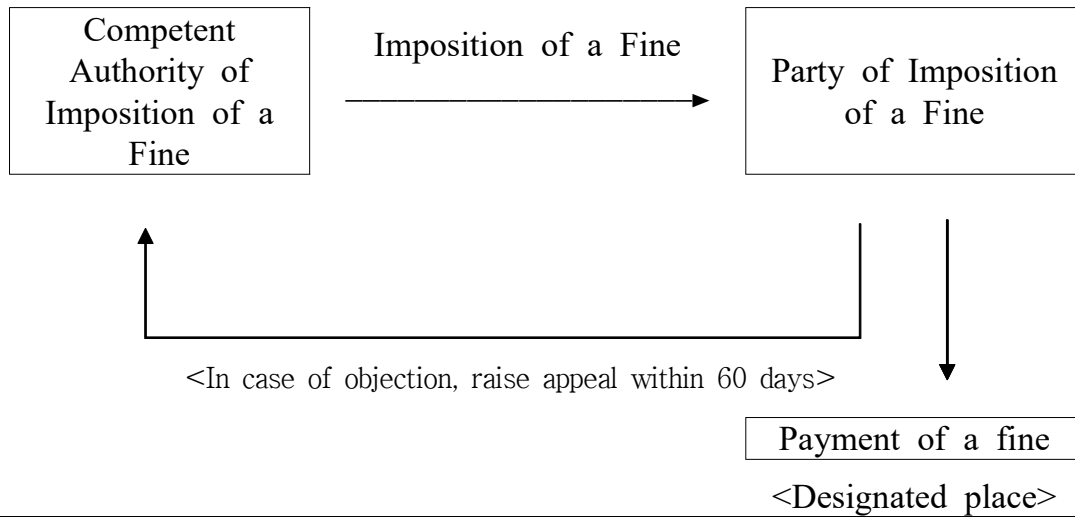 Competent
Authority of
Imposition of a
Fine
Imposition of a Fine
Party of Imposition
of a Fine
<In case of objection, raise appeal within 60 days>
Payment of a fine
<Designated place>